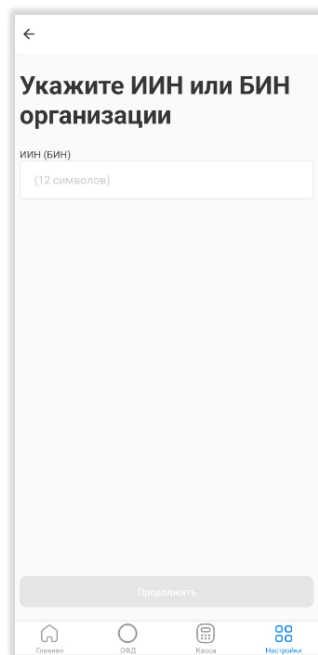 Укажите ИИН или БИН
организации
ИИН (БИН)
(12 символов)
Продолжить
Главная
ОФД
Касса
Настройки